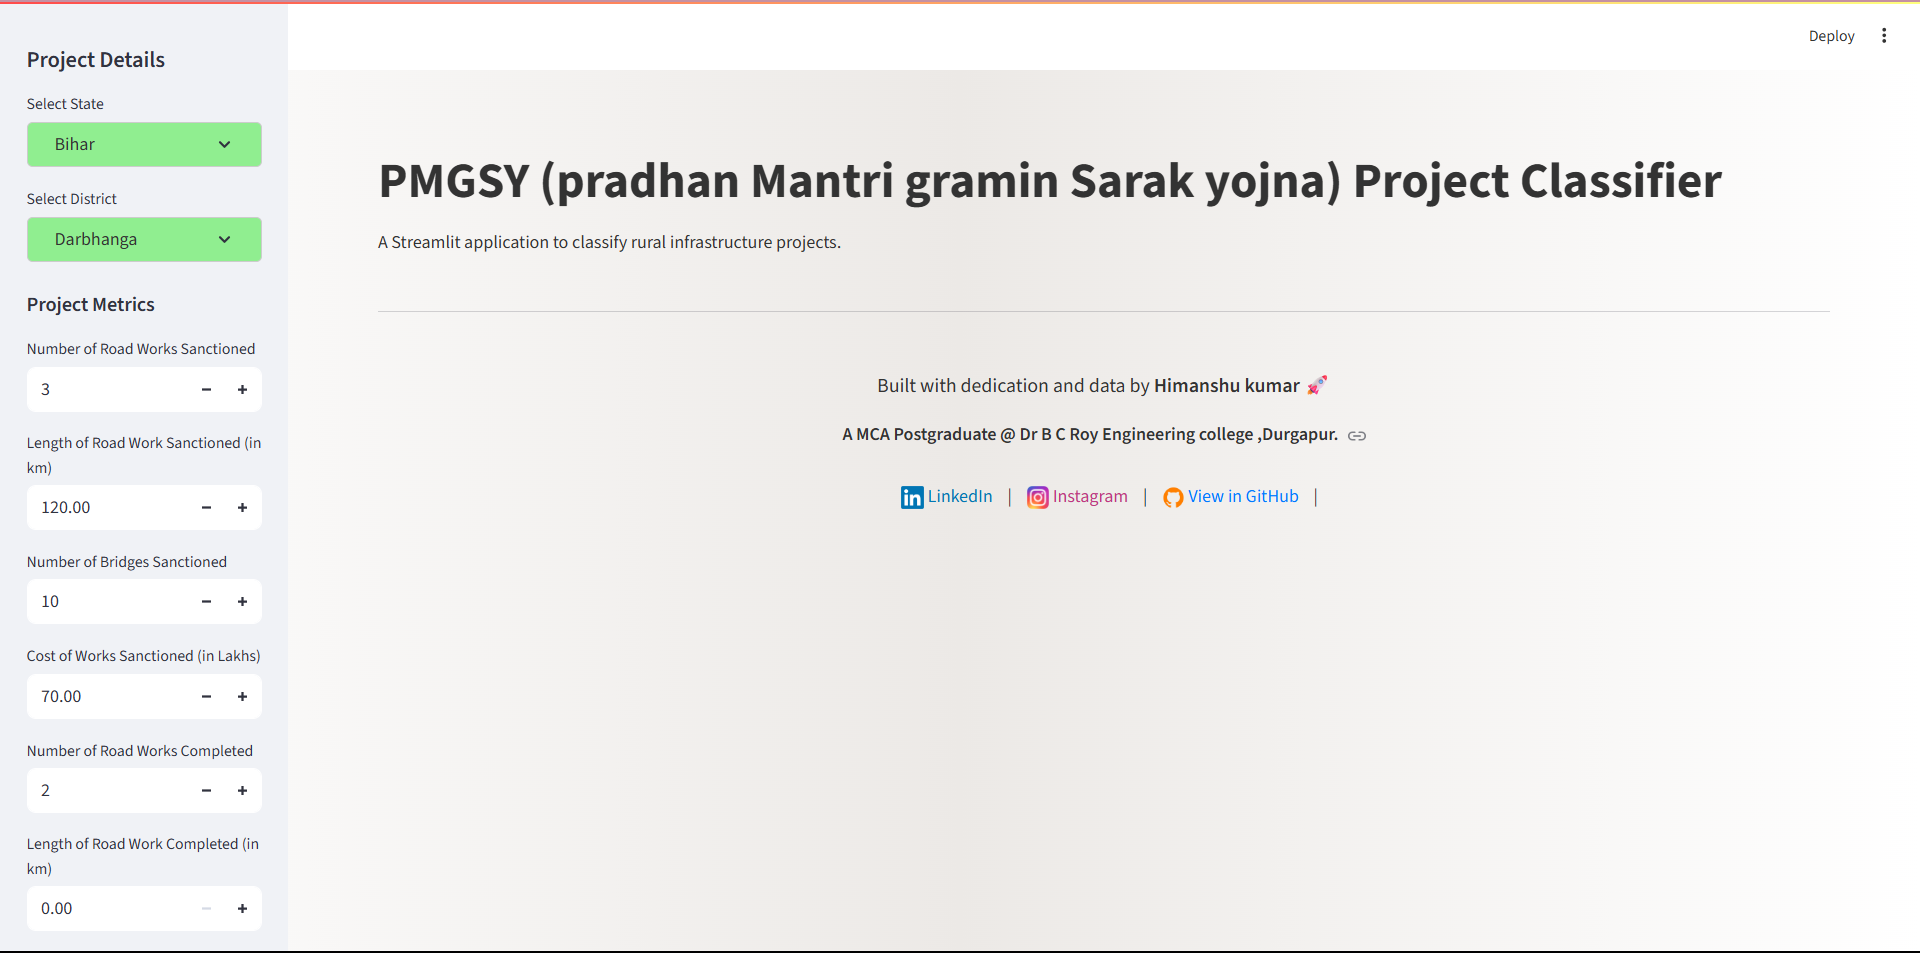 Project Details
Select State
Bihar
Select District
Darbhanga
Project Metrics
Number of Road Works Sanctioned
3
Length of Road Work Sanctioned (in
km)
120.00
Number of Bridges Sanctioned
10
Cost of Works Sanctioned (in Lakhs)
70.00
Number of Road Works Completed
2
Length of Road Work Completed (in
km)
0.00
Deploy
PMGSY (pradhan Mantri gramin Sarak yojna) Project Classifier
A Streamlit application to classify rural infrastructure projects.
Built with dedication and data by Himanshu kumar 🚀
A MCA Postgraduate @ Dr B C Roy Engineering college ,Durgapur.
LinkedIn | Instagram | View in GitHub |